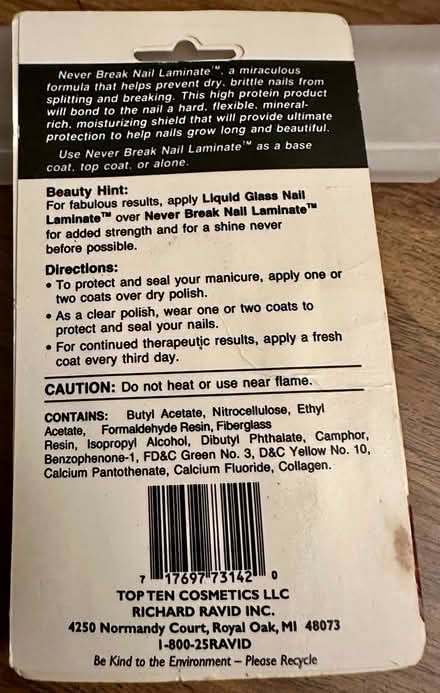 Never Break Nail Laminate™, a miraculous
formula that helps prevent dry, brittle nails from
splitting and breaking. This high protein product
will bond to the nail a hard, flexible, mineral-
rich, moisturizing shield that will provide ultimate
protection to help nails grow long and beautiful.
Use Never Break Nail Laminate™ as a base
coat, top coat, or alone.
Beauty Hint:
For fabulous results, apply Liquid Glass Nail
Laminate™ over Never Break Nail Laminate™
for added strength and for a shine never
before possible.
Directions:
• To protect and seal your manicure, apply one or
two coats over dry polish.
• As a clear polish, wear one or two coats to
protect and seal your nails.
• For continued therapeutic results, apply a fresh
coat every third day.
CAUTION: Do not heat or use near flame.
CONTAINS: Butyl Acetate, Nitrocellulose, Ethyl
Acetate, Formaldehyde Resin, Fiberglass
Resin, Isopropyl Alcohol, Dibutyl Phthalate, Camphor,
Benzophenone-1, FD&C Green No. 3, D&C Yellow No. 10,
Calcium Pantothenate, Calcium Fluoride, Collagen.
7 17697 73142 0
TOP TEN COSMETICS LLC
RICHARD RAVID INC.
4250 Normandy Court, Royal Oak, MI 48073
1-800-25RAVID
Be Kind to the Environment – Please Recycle